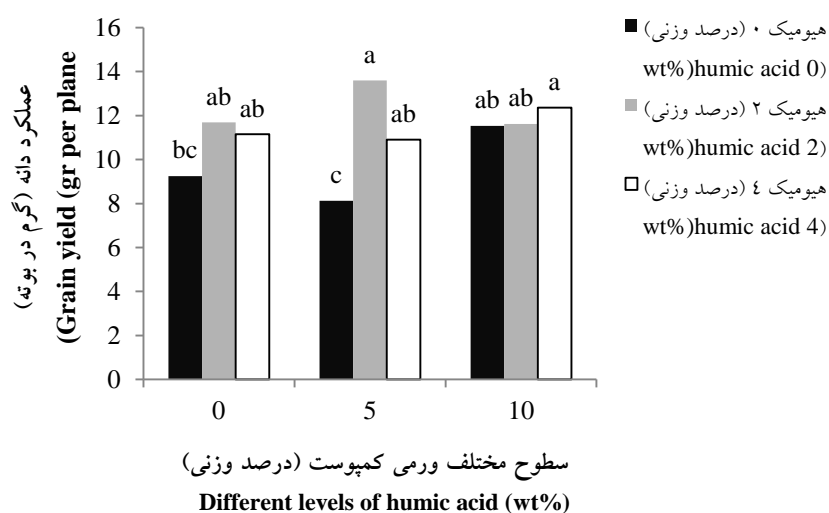 16
14
12
10
8
6
4
2
0
عملکرد دانه (گرم در بوته)
(Grain yield (gr per plane
bc
ab
ab
c
a
ab
ab
ab
a
0
5
10
سطوح مختلف ورمی کمپوست (درصد وزنی)
Different levels of humic acid (wt%)
هیومیک ۰ (درصد وزنی)
wt%)humic acid 0)
هیومیک ۲ (درصد وزنی)
wt%)humic acid 2)
هیومیک ٤ (درصد وزنی)
wt%)humic acid 4)